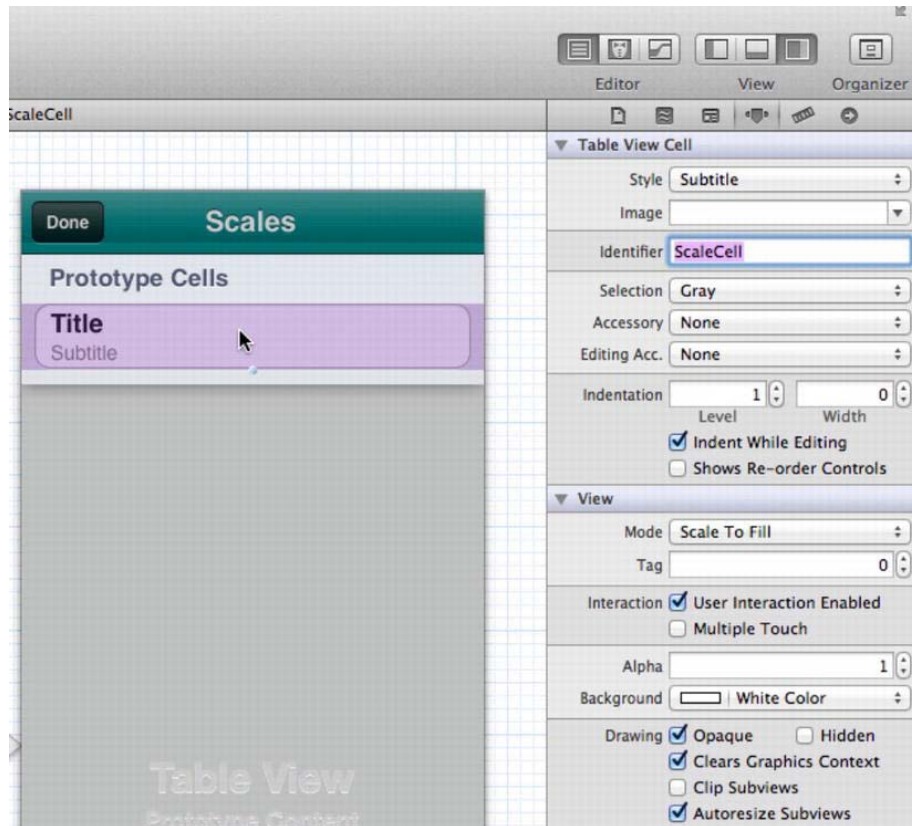 Editor View Organizer
ScaleCell
Table View Cell
Style Subtitle
Image
Done Scales
Identifier ScaleCell
Prototype Cells
Selection Gray
Title
Accessory None
Subtitle
Editing Acc. None
Indentation 1 0
Level Width
Indent While Editing
Shows Re-order Controls
View
Mode Scale To Fill
Tag 0
Interaction User Interaction Enabled
Multiple Touch
Alpha 1
Background White Color
Drawing Opaque Hidden
Clears Graphics Context
Table View
Clip Subviews
Prototype Content
Autoresize Subviews